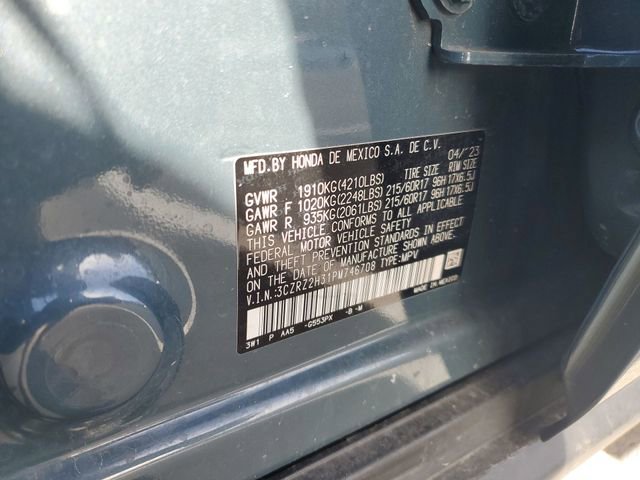 MFD.BY HONDA DE MEXICO S.A. DE C.V. 04/'23
TIRE SIZE RIM SIZE
GVWR 1910KG(4210LBS)
GAWR F 1020KG(2248LBS) 215/60R17 96H 17X6.5J
GAWR R 935KG(2061LBS) 215/60R17 96H 17X6.5J
THIS VEHICLE CONFORMS TO ALL APPLICABLE
FEDERAL MOTOR VEHICLE SAFETY
THEFT PREVENTION STANDARDS IN EFFECT
ON THE DATE OF MANUFACTURE SHOWN ABOVE.
V.I.N.:3CZRZ2H31PM746708 TYPE:MPV
MADE IN MEXICO
3W1 P AA5 -G553PX -B -M